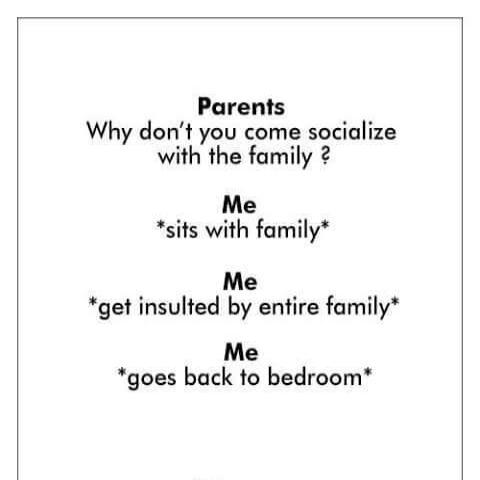 Parents
Why don't you come socialize
with the family ?
Me
*sits with family*
Me
*get insulted by entire family*
Me
*goes back to bedroom*